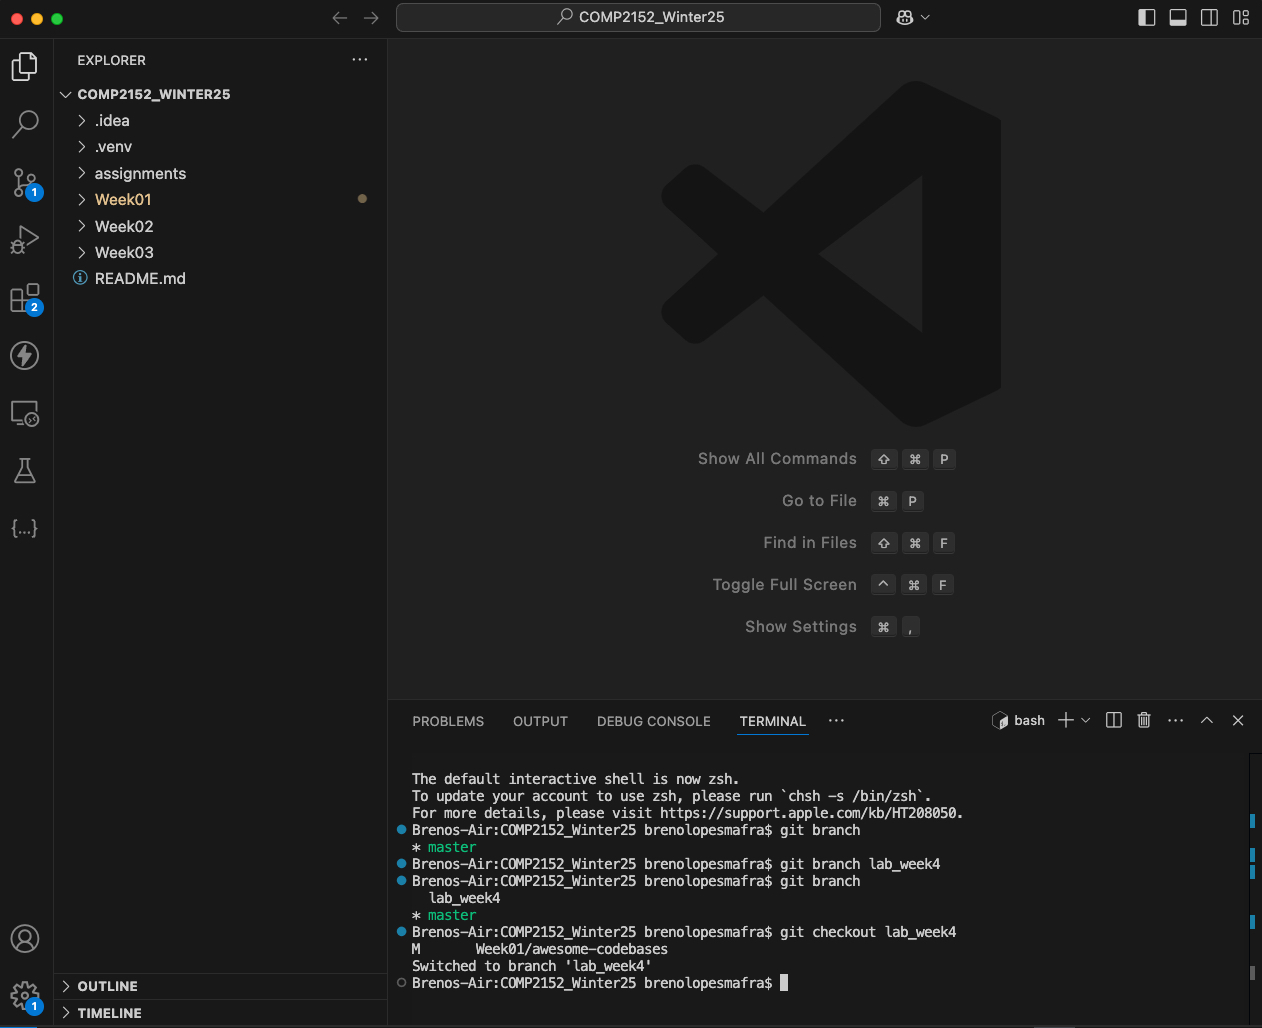 COMP2152_Winter25
EXPLORER
COMP2152_WINTER25
.idea
.venv
assignments
Week01
Week02
Week03
README.md
1
2
{...}
1
OUTLINE
TIMELINE
Show All Commands ⇧ ⌘ P
Go to File ⌘ P
Find in Files ⇧ ⌘ F
Toggle Full Screen ^ ⌘ F
Show Settings ⌘ ,
PROBLEMS OUTPUT DEBUG CONSOLE TERMINAL ... bash
The default interactive shell is now zsh.
To update your account to use zsh, please run `chsh -s /bin/zsh`.
For more details, please visit https://support.apple.com/kb/HT208050.
Brenos-Air:COMP2152_Winter25 brenolopesmafra$ git branch
* master
Brenos-Air:COMP2152_Winter25 brenolopesmafra$ git branch lab_week4
Brenos-Air:COMP2152_Winter25 brenolopesmafra$ git branch
lab_week4
* master
Brenos-Air:COMP2152_Winter25 brenolopesmafra$ git checkout lab_week4
M Week01/awesome-codebases
Switched to branch 'lab_week4'
Brenos-Air:COMP2152_Winter25 brenolopesmafra$